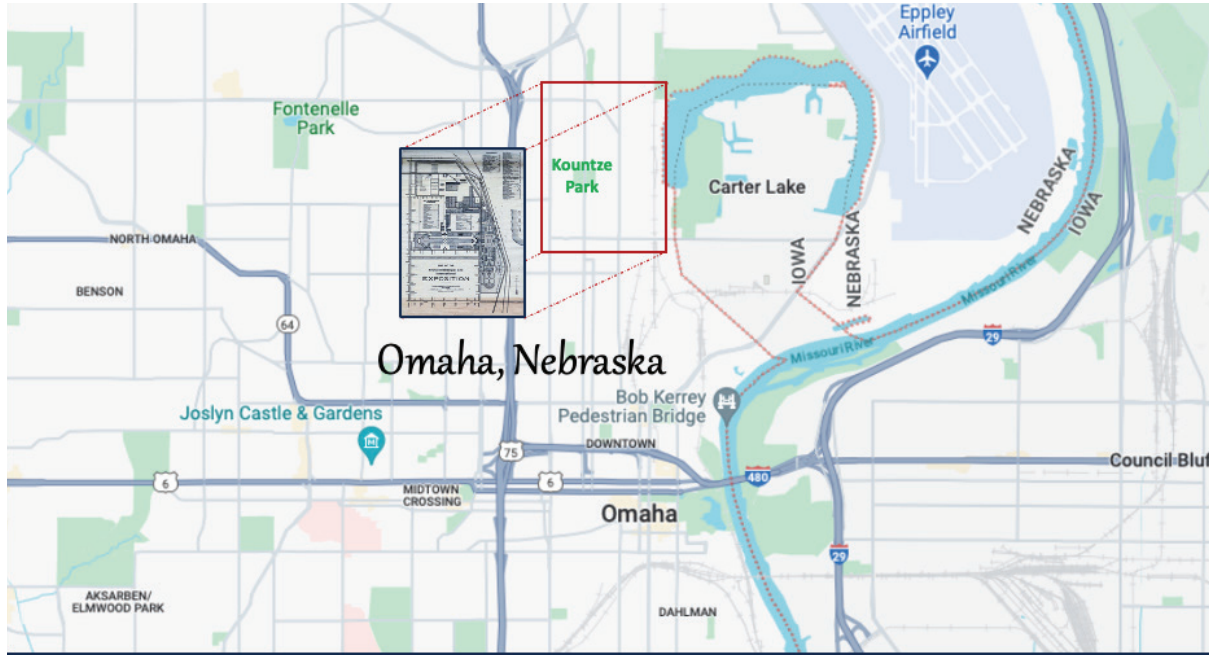 Eppley
Airfield
Fontenelle
Park
Kountze
Park
Carter Lake
NEBRASKA
IOWA
IOWA
NEBRASKA
NORTH OMAHA
EXPOSITION
BENSON
64
Missouri River
29
Missouri River
Omaha, Nebraska
Bob Kerrey
Pedestrian Bridge
Joslyn Castle & Gardens
75
DOWNTOWN
Council Bluf
6
6
480
MIDTOWN
CROSSING
Omaha
29
AKSARBEN/
ELMWOOD PARK
DAHLMAN